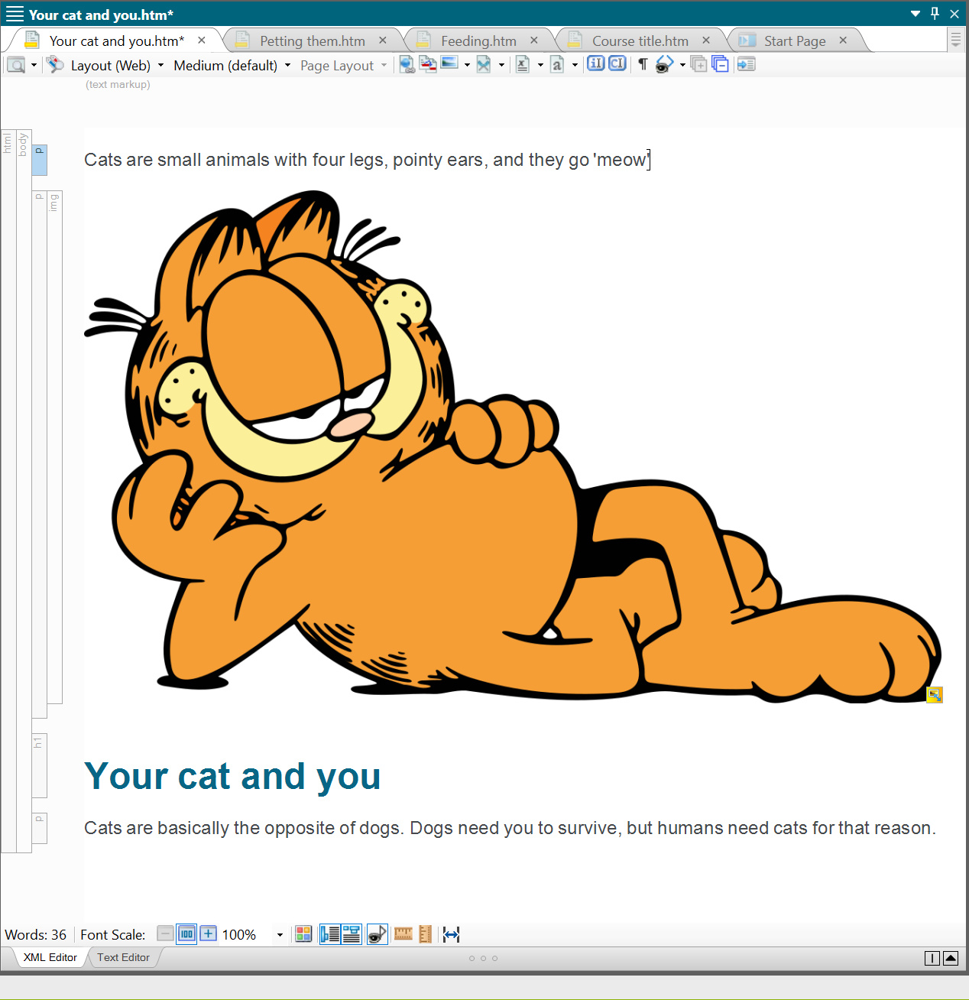 Your cat and you.htm*
Your cat and you.htm* Petting them.htm Feeding.htm Course title.htm Start Page
Layout (Web) Medium (default) Page Layout
(text markup)
html body p
Cats are small animals with four legs, pointy ears, and they go 'meow'
p img
h1
Your cat and you
p
Cats are basically the opposite of dogs. Dogs need you to survive, but humans need cats for that reason.
Words: 36 Font Scale: 100 100%
XML Editor Text Editor